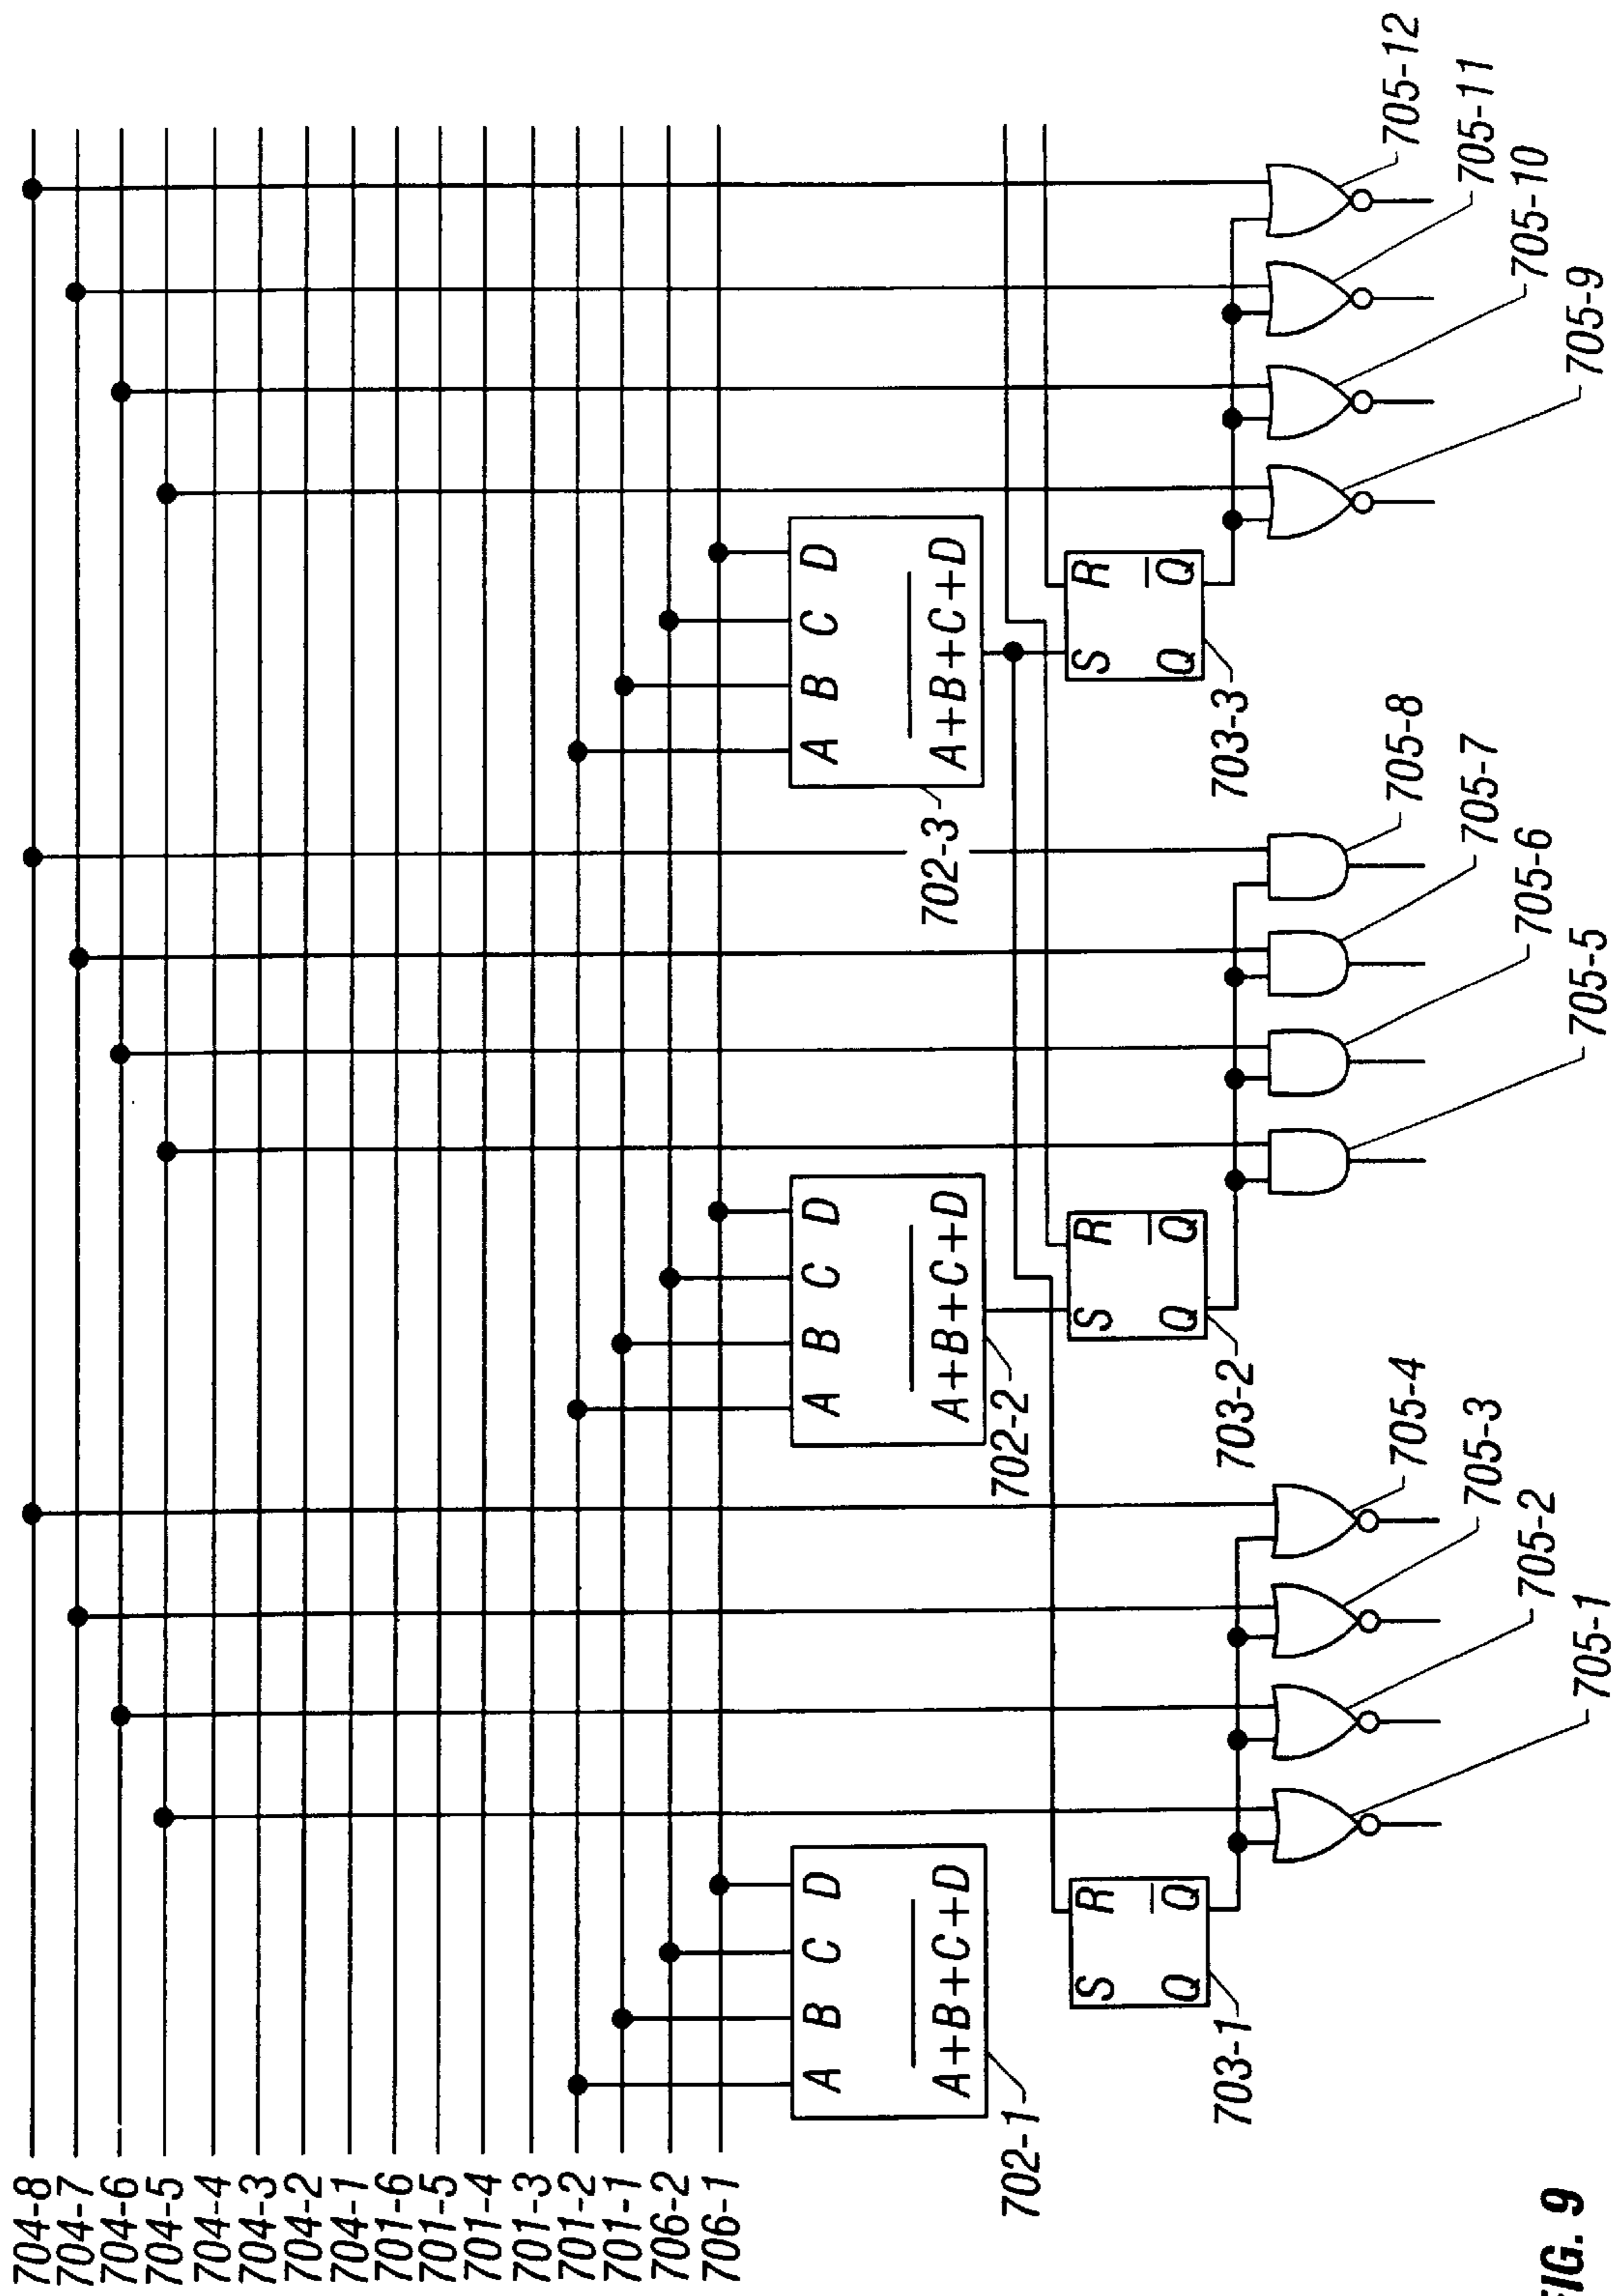 704-8
704-7
704-6
704-5
704-4
704-3
704-2
704-1
701-6
701-5
701-4
701-3
701-2
701-1
706-2
706-1
A B C D
A+B+C+D
702-1
S R
Q Q
703-1
705-4
705-3
705-2
705-1
A B C D
A+B+C+D
702-2
S R
Q Q
703-2
705-8
705-7
705-6
705-5
A B C D
A+B+C+D
702-3
S R
Q Q
703-3
705-12
705-11
705-10
705-9
FIG. 9